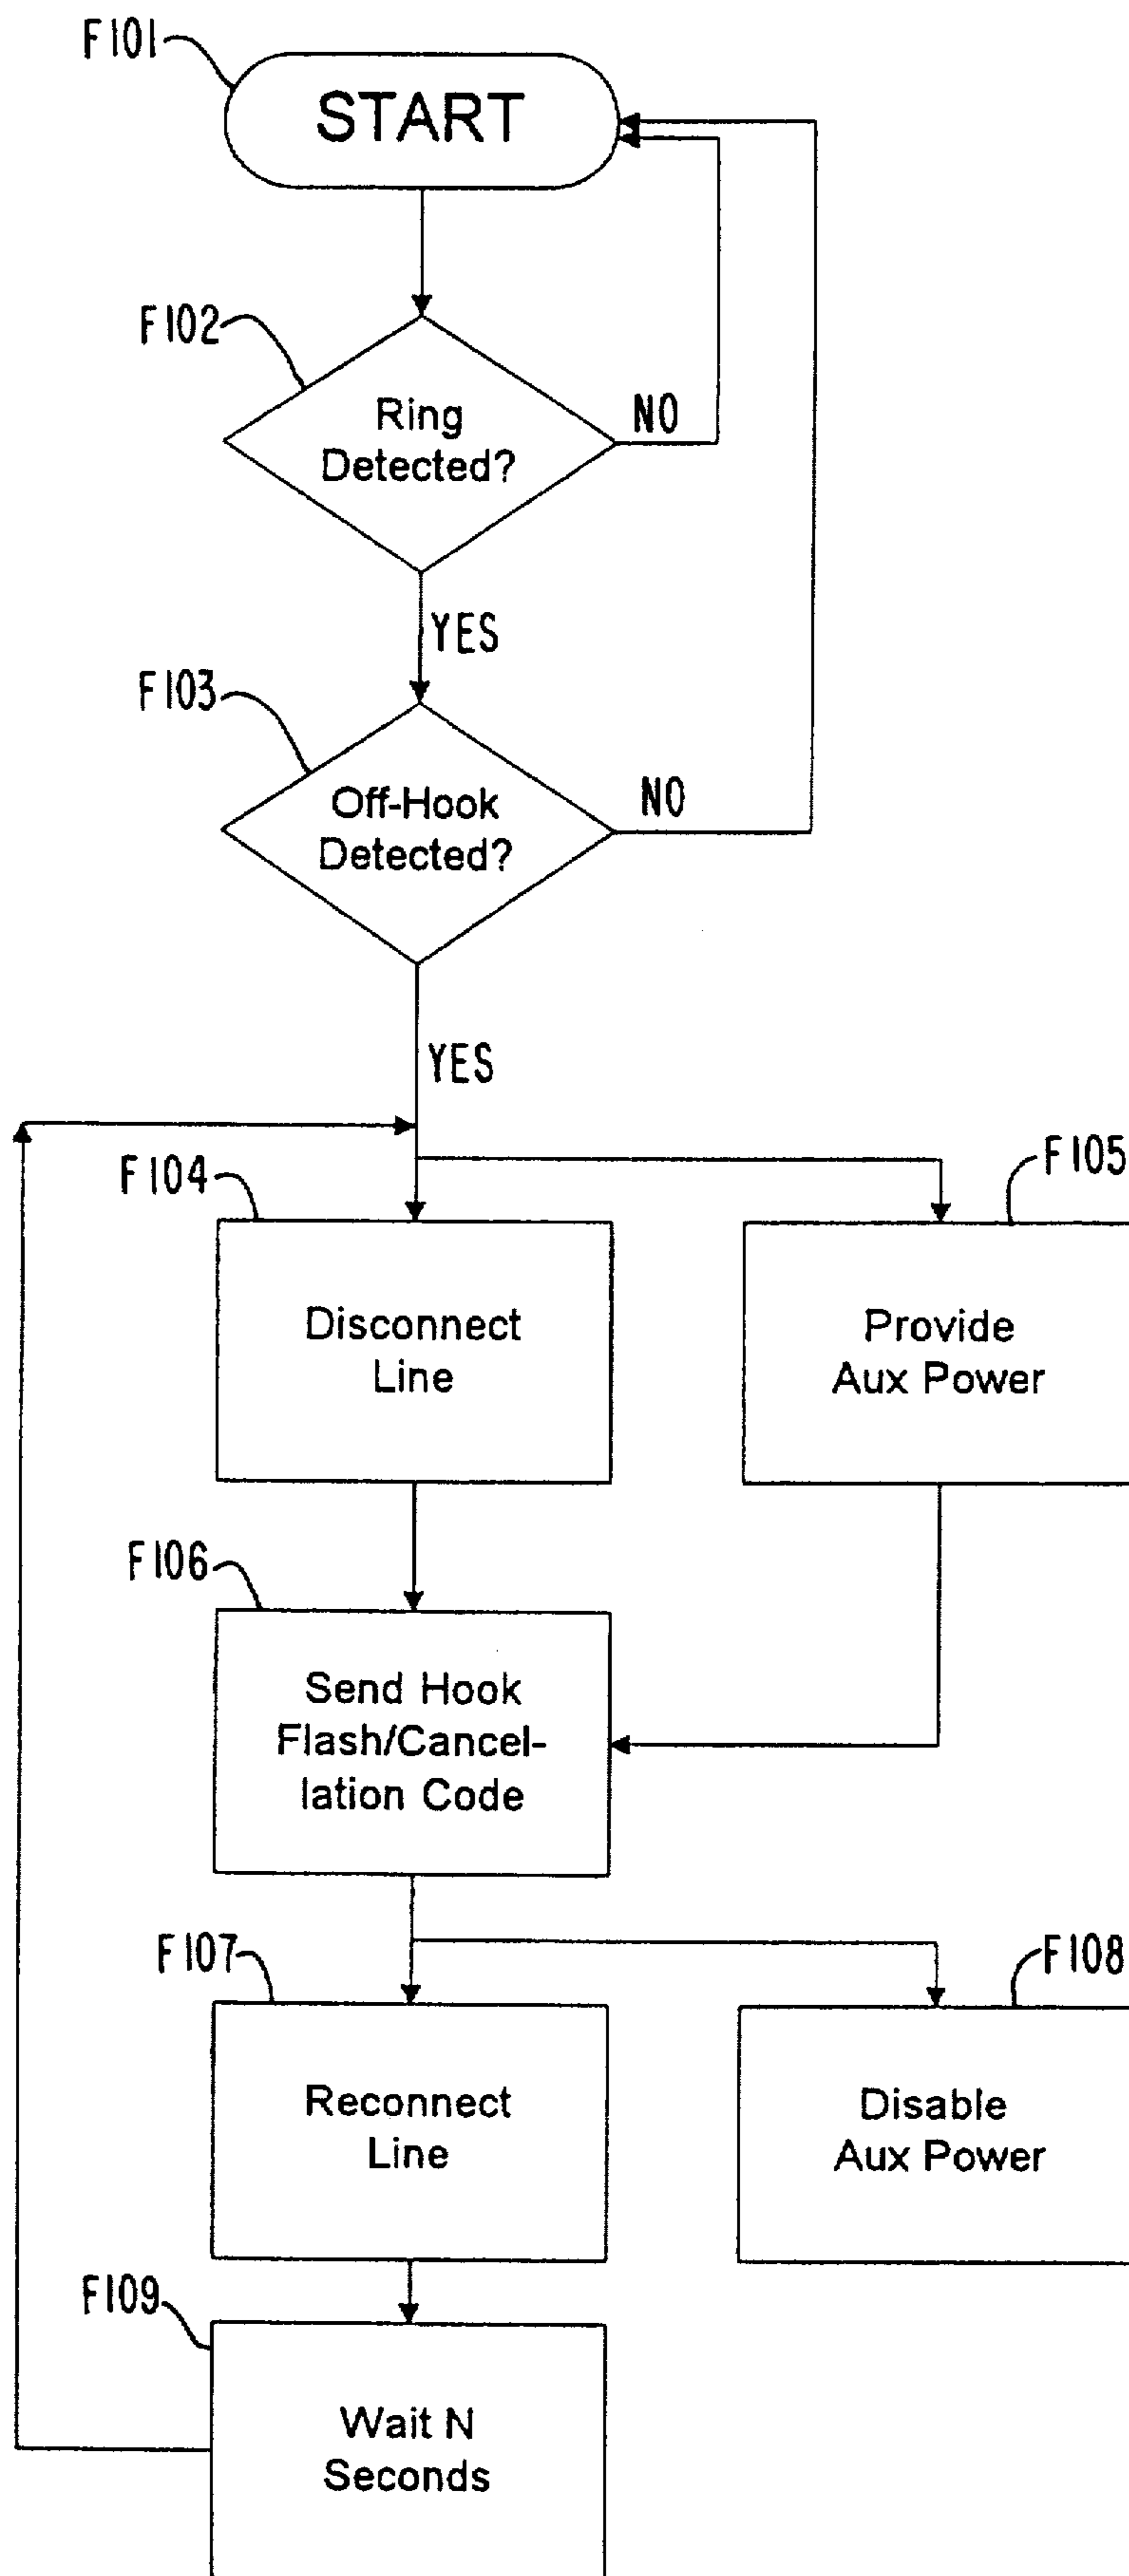 F101
START
F102
Ring
Detected?
NO
YES
F103
Off-Hook
Detected?
NO
YES
F104
F105
Disconnect
Line
Provide
Aux Power
F106
Send Hook
Flash/Cancel-
lation Code
F107
F108
Reconnect
Line
Disable
Aux Power
F109
Wait N
Seconds